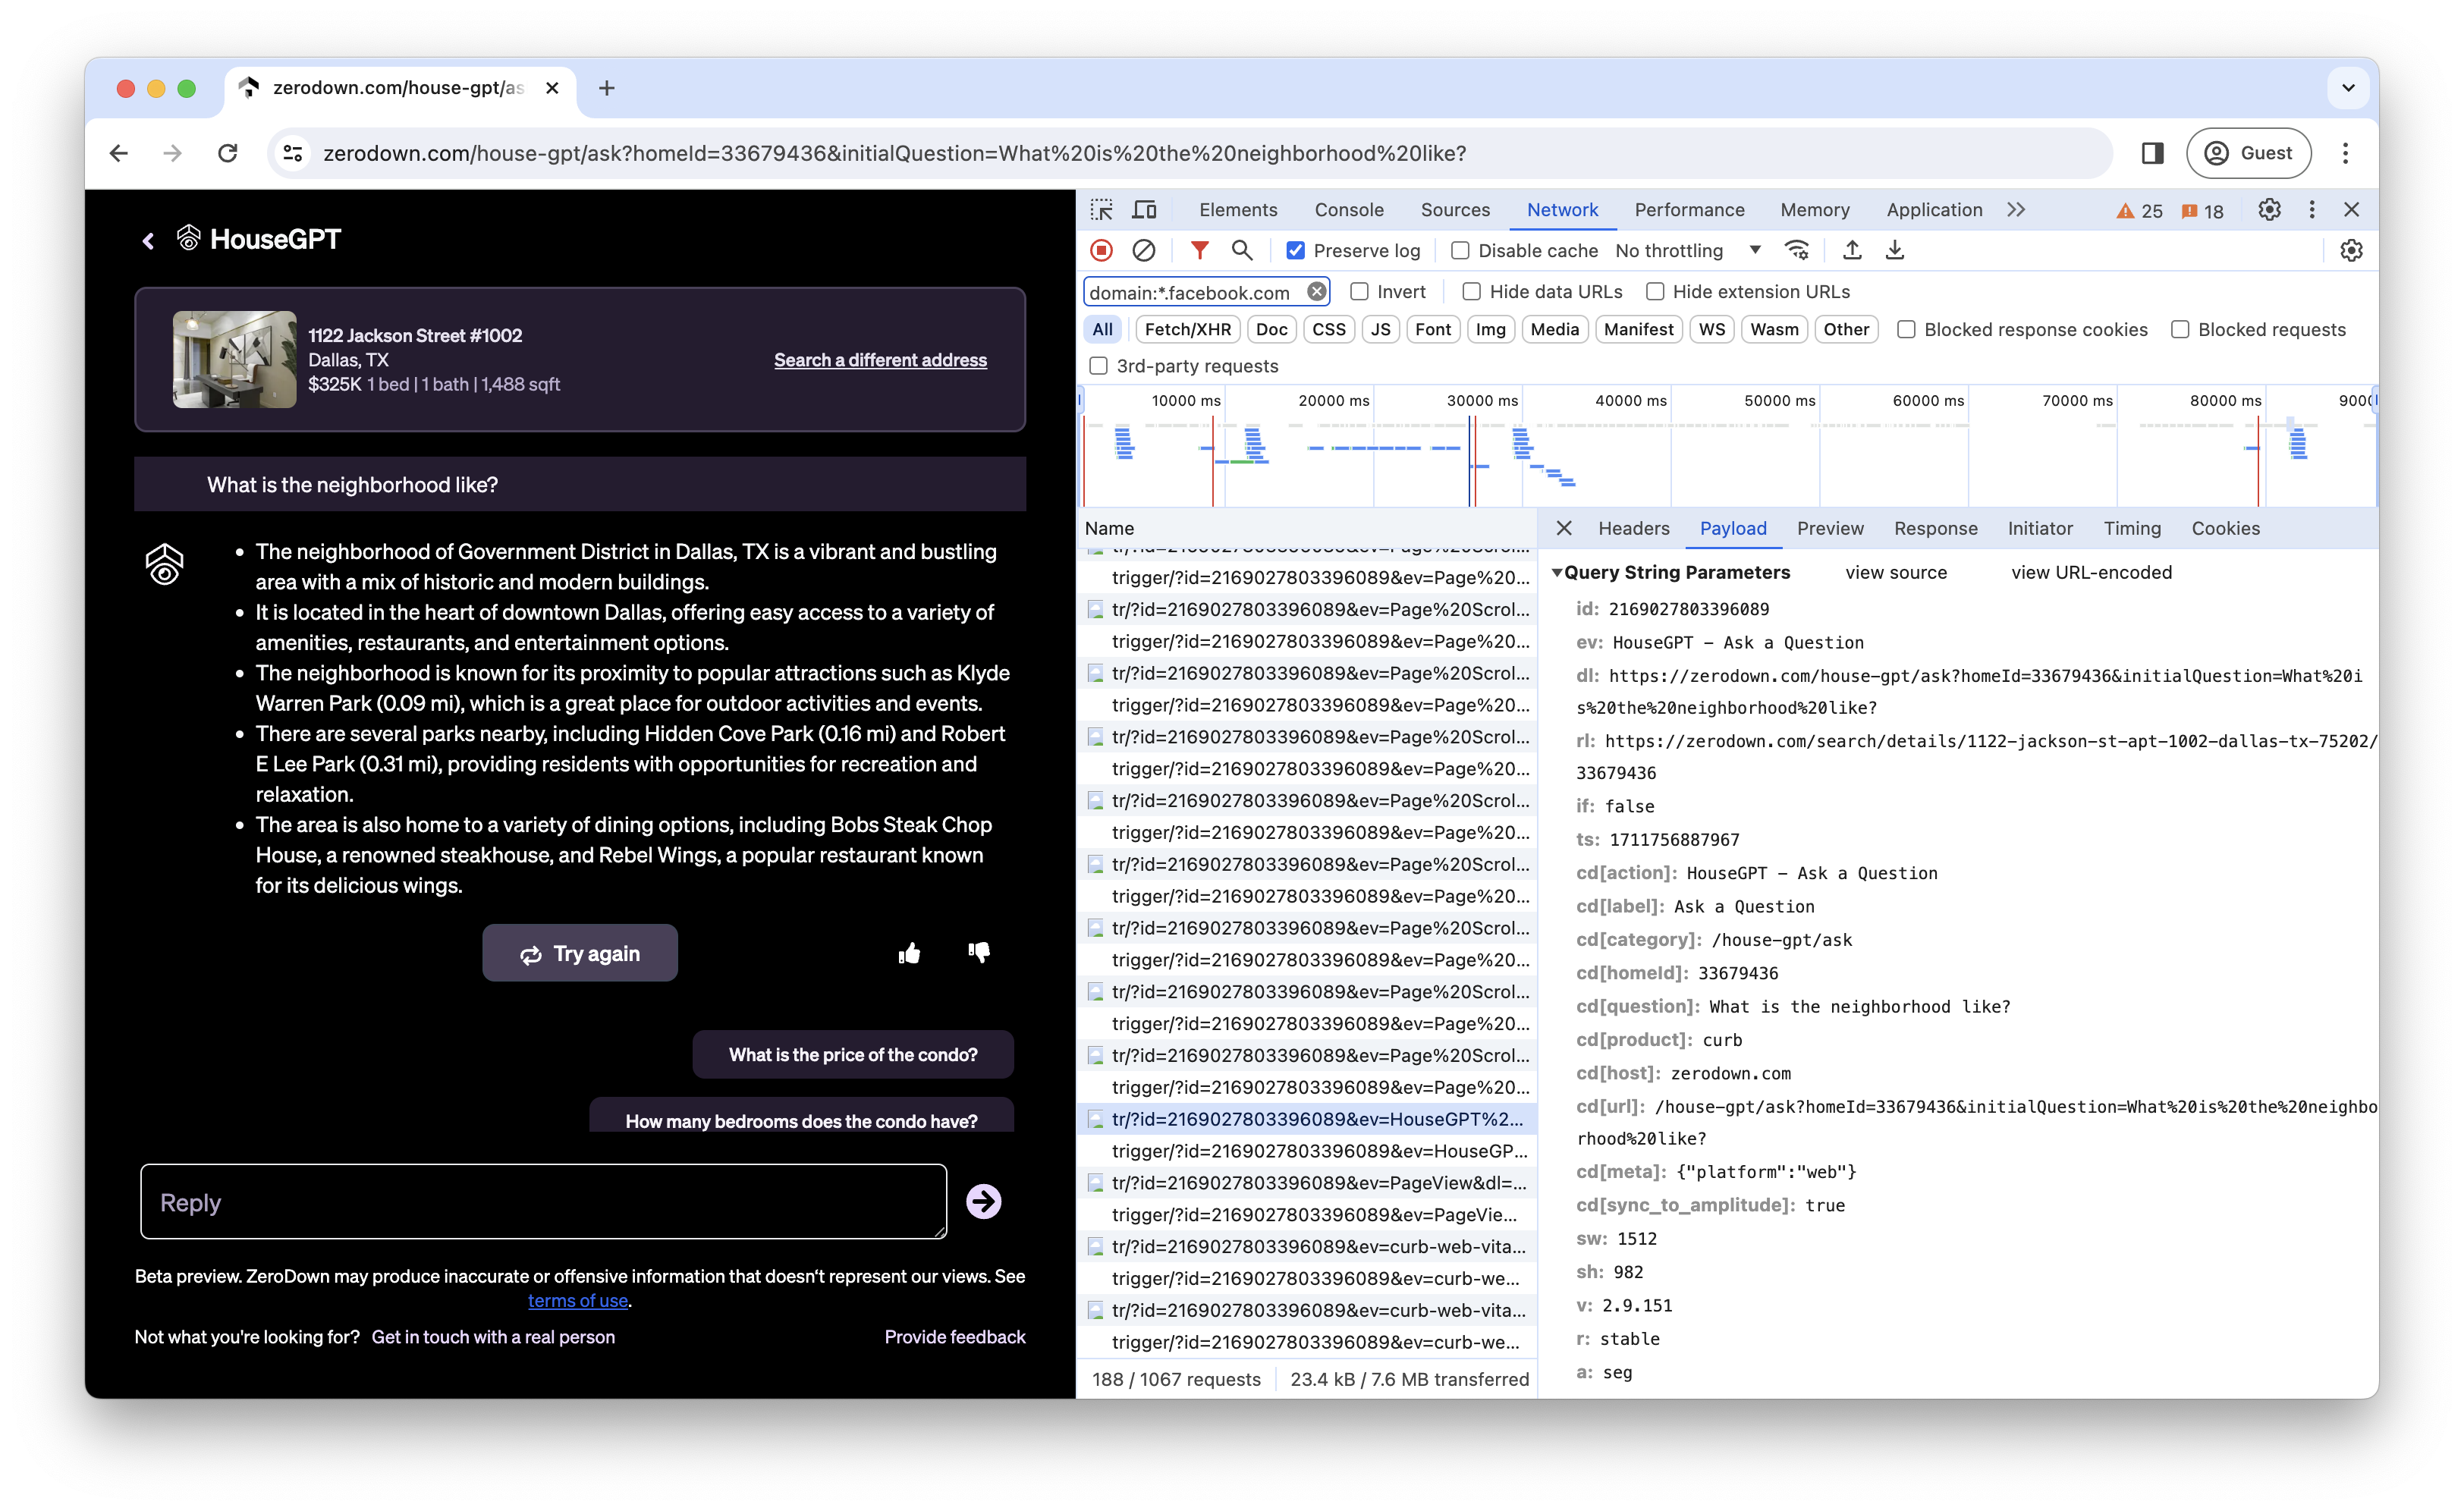 zerodown.com/house-gpt/as
zerodown.com/house-gpt/ask?homeId=33679436&initialQuestion=What%20is%20the%20neighborhood%20like?
Guest
HouseGPT
1122 Jackson Street #1002
Dallas, TX
$325K 1 bed | 1 bath | 1,488 sqft
Search a different address
What is the neighborhood like?
• The neighborhood of Government District in Dallas, TX is a vibrant and bustling
area with a mix of historic and modern buildings.
• It is located in the heart of downtown Dallas, offering easy access to a variety of
amenities, restaurants, and entertainment options.
• The neighborhood is known for its proximity to popular attractions such as Klyde
Warren Park (0.09 mi), which is a great place for outdoor activities and events.
• There are several parks nearby, including Hidden Cove Park (0.16 mi) and Robert
E Lee Park (0.31 mi), providing residents with opportunities for recreation and
relaxation.
• The area is also home to a variety of dining options, including Bobs Steak Chop
House, a renowned steakhouse, and Rebel Wings, a popular restaurant known
for its delicious wings.
Try again
What is the price of the condo?
How many bedrooms does the condo have?
Reply
Beta preview. ZeroDown may produce inaccurate or offensive information that doesn't represent our views. See
terms of use.
Not what you're looking for? Get in touch with a real person
Provide feedback
Elements Console Sources Network Performance Memory Application 25 18
Preserve log Disable cache No throttling
domain:*.facebook.com Invert Hide data URLs Hide extension URLs
All Fetch/XHR Doc CSS JS Font Img Media Manifest WS Wasm Other Blocked response cookies Blocked requests
3rd-party requests
10000 ms 20000 ms 30000 ms 40000 ms 50000 ms 60000 ms 70000 ms 80000 ms 9000
Name
tr/?id=2169027803396089&ev=Page%20Scrol...
trigger/?id=2169027803396089&ev=Page%20...
tr/?id=2169027803396089&ev=Page%20Scrol...
trigger/?id=2169027803396089&ev=Page%20...
tr/?id=2169027803396089&ev=Page%20Scrol...
trigger/?id=2169027803396089&ev=Page%20...
tr/?id=2169027803396089&ev=Page%20Scrol...
trigger/?id=2169027803396089&ev=Page%20...
tr/?id=2169027803396089&ev=Page%20Scrol...
trigger/?id=2169027803396089&ev=Page%20...
tr/?id=2169027803396089&ev=Page%20Scrol...
trigger/?id=2169027803396089&ev=Page%20...
tr/?id=2169027803396089&ev=Page%20Scrol...
trigger/?id=2169027803396089&ev=Page%20...
tr/?id=2169027803396089&ev=Page%20Scrol...
trigger/?id=2169027803396089&ev=Page%20...
tr/?id=2169027803396089&ev=Page%20Scrol...
trigger/?id=2169027803396089&ev=Page%20...
tr/?id=2169027803396089&ev=HouseGPT%2...
trigger/?id=2169027803396089&ev=HouseGP...
tr/?id=2169027803396089&ev=PageView&dl=...
trigger/?id=2169027803396089&ev=PageVie...
tr/?id=2169027803396089&ev=curb-web-vita...
trigger/?id=2169027803396089&ev=curb-we...
tr/?id=2169027803396089&ev=curb-web-vita...
trigger/?id=2169027803396089&ev=curb-we...
188 / 1067 requests 23.4 kB / 7.6 MB transferred
Headers Payload Preview Response Initiator Timing Cookies
Query String Parameters view source view URL-encoded
id: 2169027803396089
ev: HouseGPT - Ask a Question
dl: https://zerodown.com/house-gpt/ask?homeId=33679436&initialQuestion=What%20i
s%20the%20neighborhood%20like?
rl: https://zerodown.com/search/details/1122-jackson-st-apt-1002-dallas-tx-75202/
33679436
if: false
ts: 1711756887967
cd[action]: HouseGPT - Ask a Question
cd[label]: Ask a Question
cd[category]: /house-gpt/ask
cd[homeId]: 33679436
cd[question]: What is the neighborhood like?
cd[product]: curb
cd[host]: zerodown.com
cd[url]: /house-gpt/ask?homeId=33679436&initialQuestion=What%20is%20the%20neighbo
rhood%20like?
cd[meta]: {"platform":"web"}
cd[sync_to_amplitude]: true
sw: 1512
sh: 982
v: 2.9.151
r: stable
a: seg